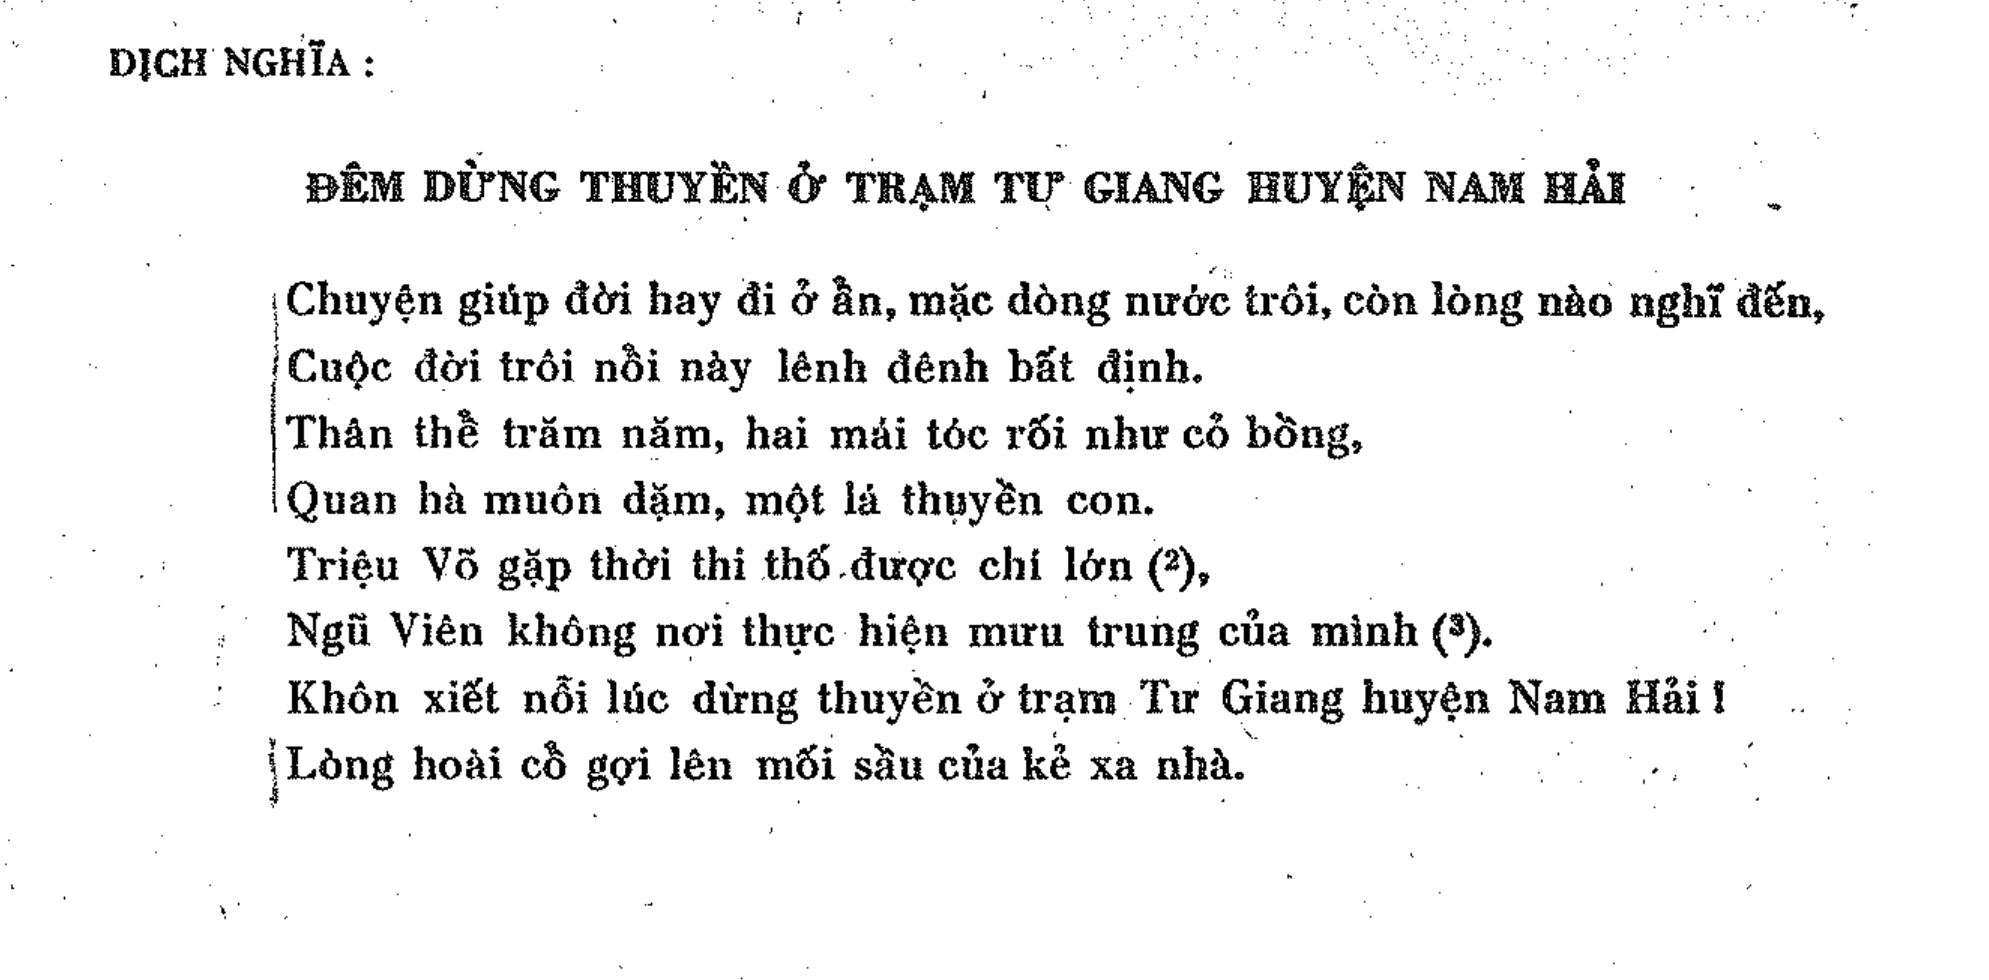 DỊCH NGHĨA :
ĐÊM DỪNG THUYỀN Ở TRẠM TƯ GIANG HUYỆN NAM HẢI
Chuyện giúp đời hay đi ở ẩn, mặc dòng nước trôi, còn lòng nào nghĩ đến,
Cuộc đời trôi nổi này lênh đênh bất định.
Thân thể trăm năm, hai mái tóc rối như cỏ bồng,
Quan hà muôn dặm, một lá thuyền con.
Triệu Võ gặp thời thi thố được chí lớn (²),
Ngũ Viên không nơi thực hiện mưu trung của mình (³).
Khôn xiết nỗi lúc dừng thuyền ở trạm Tư Giang huyện Nam Hải !
Lòng hoài cổ gợi lên mối sầu của kẻ xa nhà.